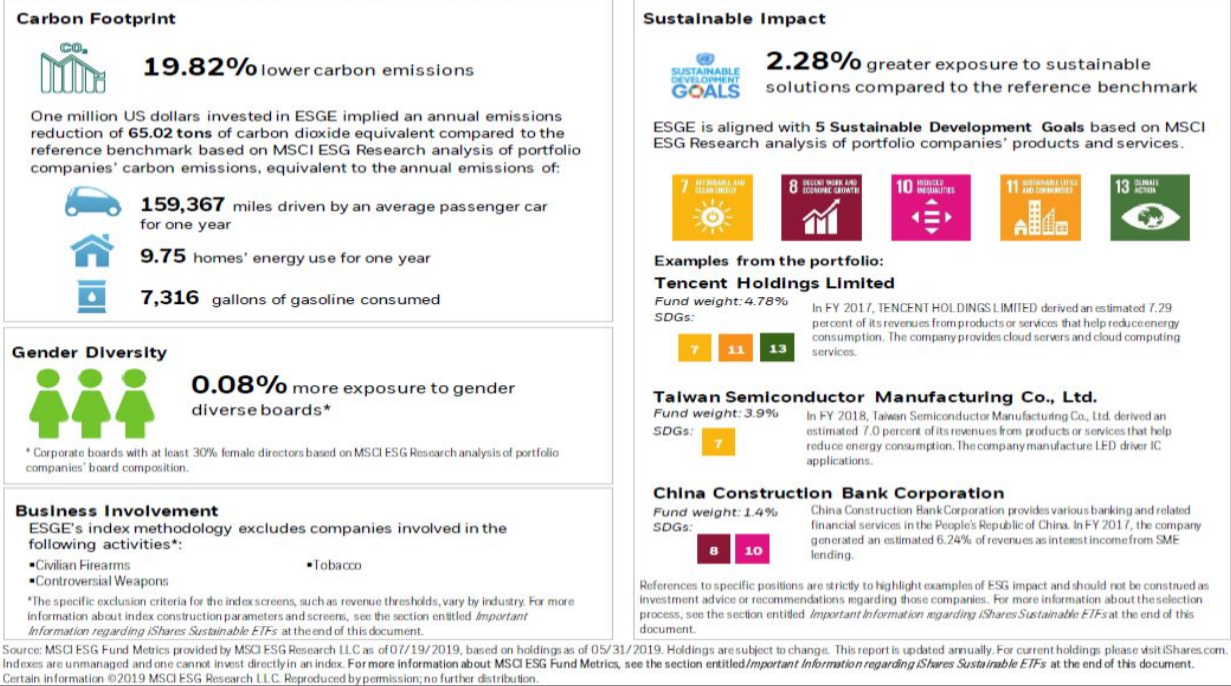 Carbon Footprint
CO₂
19.82% lower carbon emissions
One million US dollars invested in ESGE implied an annual emissions
reduction of 65.02 tons of carbon dioxide equivalent compared to the
reference benchmark based on MSCI ESG Research analysis of portfolio
companies' carbon emissions, equivalent to the annual emissions of:
159,367 miles driven by an average passenger car
for one year
9.75 homes' energy use for one year
7,316 gallons of gasoline consumed
Gender Diversity
0.08% more exposure to gender
diverse boards*
* Corporate boards with at least 30% female directors based on MSCI ESG Research analysis of portfolio
companies' board composition.
Business Involvement
ESGE's index methodology excludes companies involved in the
following activities*:
▪Civilian Firearms
▪Tobacco
▪Controversial Weapons
*The specific exclusion criteria for the index screens, such as revenue thresholds, vary by industry. For more
information about index construction parameters and screens, see the section entitled Important
Information regarding iShares Sustainable ETFs at the end of this document.
Sustainable Impact
SUSTAINABLE
DEVELOPMENT
GOALS
2.28% greater exposure to sustainable
solutions compared to the reference benchmark
ESGE is aligned with 5 Sustainable Development Goals based on MSCI
ESG Research analysis of portfolio companies' products and services.
7 AFFORDABLE AND
CLEAN ENERGY
8 DECENT WORK AND
ECONOMIC GROWTH
10 REDUCED
INEQUALITIES
11 SUSTAINABLE CITIES
AND COMMUNITIES
13 CLIMATE
ACTION
Examples from the portfolio:
Tencent Holdings Limited
Fund weight: 4.78%
SDGs:
7 11 13
In FY 2017, TENCENT HOLDINGS LIMITED derived an estimated 7.29
percent of its revenues from products or services that help reduce energy
consumption. The company provides cloud servers and cloud computing
services.
Taiwan Semiconductor Manufacturing Co., Ltd.
Fund weight: 3.9%
SDGs:
7
In FY 2018, Taiwan Semiconductor Manufacturing Co., Ltd. derived an
estimated 7.0 percent of its revenues from products or services that help
reduce energy consumption. The company manufacture LED driver IC
applications.
China Construction Bank Corporation
Fund weight: 1.4%
SDGs:
8 10
China Construction Bank Corporation provides various banking and related
financial services in the People's Republic of China. In FY 2017, the company
generated an estimated 6.24% of revenues as interest income from SME
lending.
References to specific positions are strictly to highlight examples of ESG impact and should not be construed as
investment advice or recommendations regarding those companies. For more information about the selection
process, see the section entitled Important Information regarding iShares Sustainable ETFs at the end of this
document.
Source: MSCI ESG Fund Metrics provided by MSCI ESG Research LLC as of 07/19/2019, based on holdings as of 05/31/2019. Holdings are subject to change. This report is updated annually. For current holdings please visit iShares.com.
Indexes are unmanaged and one cannot invest directly in an index. For more information about MSCI ESG Fund Metrics, see the section entitled Important Information regarding iShares Sustainable ETFs at the end of this document.
Certain information ©2019 MSCI ESG Research LLC. Reproduced by permission; no further distribution.